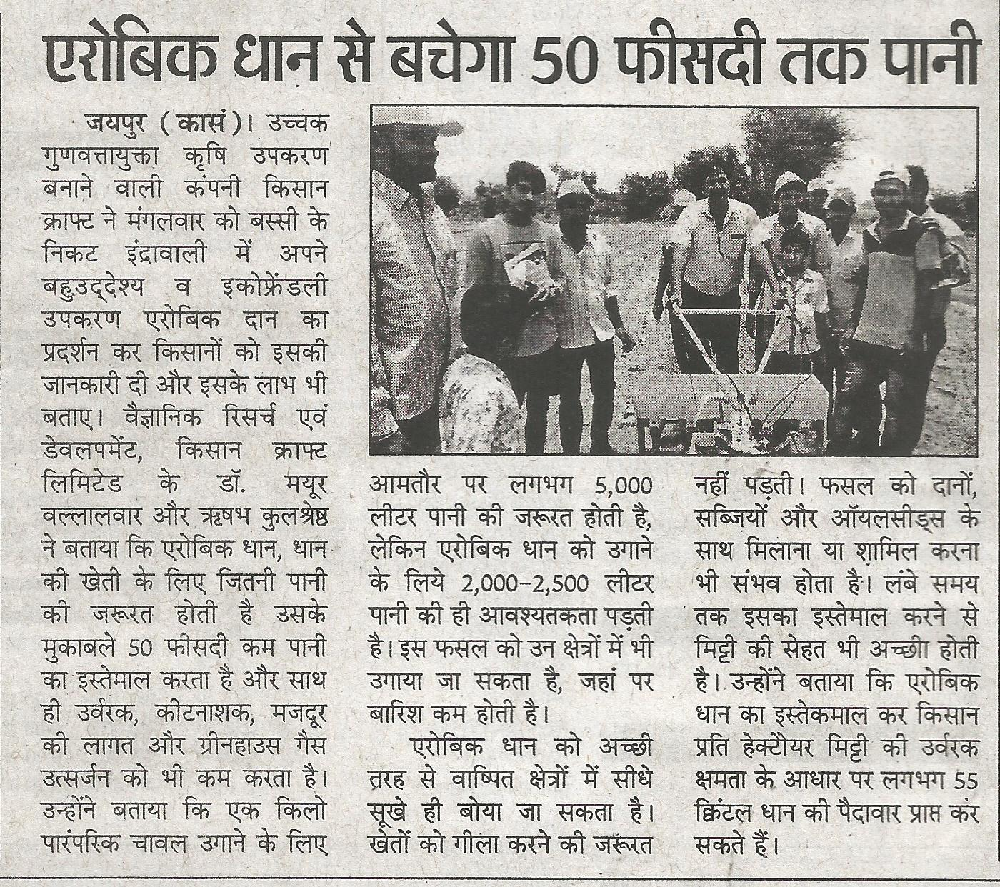 एरोबिक धान से बचेगा 50 फीसदी तक पानी
जयपुर (कासं)। उच्चक
गुणवत्तायुक्ता कृषि उपकरण
बनाने वाली कंपनी किसान
क्राफ्ट ने मंगलवार को बस्सी के
निकट इंद्रावाली में अपने
बहुउद्देश्य व इकोफ्रेंडली
उपकरण एरोबिक दान का
प्रदर्शन कर किसानों को इसकी
जानकारी दी और इसके लाभ भी
बताए। वैज्ञानिक रिसर्च एवं
डेवलपमेंट, किसान क्राफ्ट
लिमिटेड के डॉ. मयूर
वल्लालवार और ऋषभ कुलश्रेष्ठ
ने बताया कि एरोबिक धान, धान
की खेती के लिए जितनी पानी
की जरूरत होती है उसके
मुकाबले 50 फीसदी कम पानी
का इस्तेमाल करता है और साथ
ही उर्वरक, कीटनाशक, मजदूर
की लागत और ग्रीनहाउस गैस
उत्सर्जन को भी कम करता है।
उन्होंने बताया कि एक किलो
पारंपरिक चावल उगाने के लिए
आमतौर पर लगभग 5,000
लीटर पानी की जरूरत होती है,
लेकिन एरोबिक धान को उगाने
के लिये 2,000-2,500 लीटर
पानी की ही आवश्यतकता पड़ती
है। इस फसल को उन क्षेत्रों में भी
उगाया जा सकता है, जहां पर
बारिश कम होती है।
एरोबिक धान को अच्छी
तरह से वाष्पित क्षेत्रों में सीधे
सूखे ही बोया जा सकता है।
खेतों को गीला करने की जरूरत
नहीं पड़ती। फसल को दानों,
सब्जियों और ऑयलसीड्स के
साथ मिलाना या शामिल करना
भी संभव होता है। लंबे समय
तक इसका इस्तेमाल करने से
मिट्टी की सेहत भी अच्छीा होती
है। उन्होंने बताया कि एरोबिक
धान का इस्तेकमाल कर किसान
प्रति हेक्टेायर मिट्टी की उर्वरक
क्षमता के आधार पर लगभग 55
क्विंटल धान की पैदावार प्राप्त कर
सकते हैं।